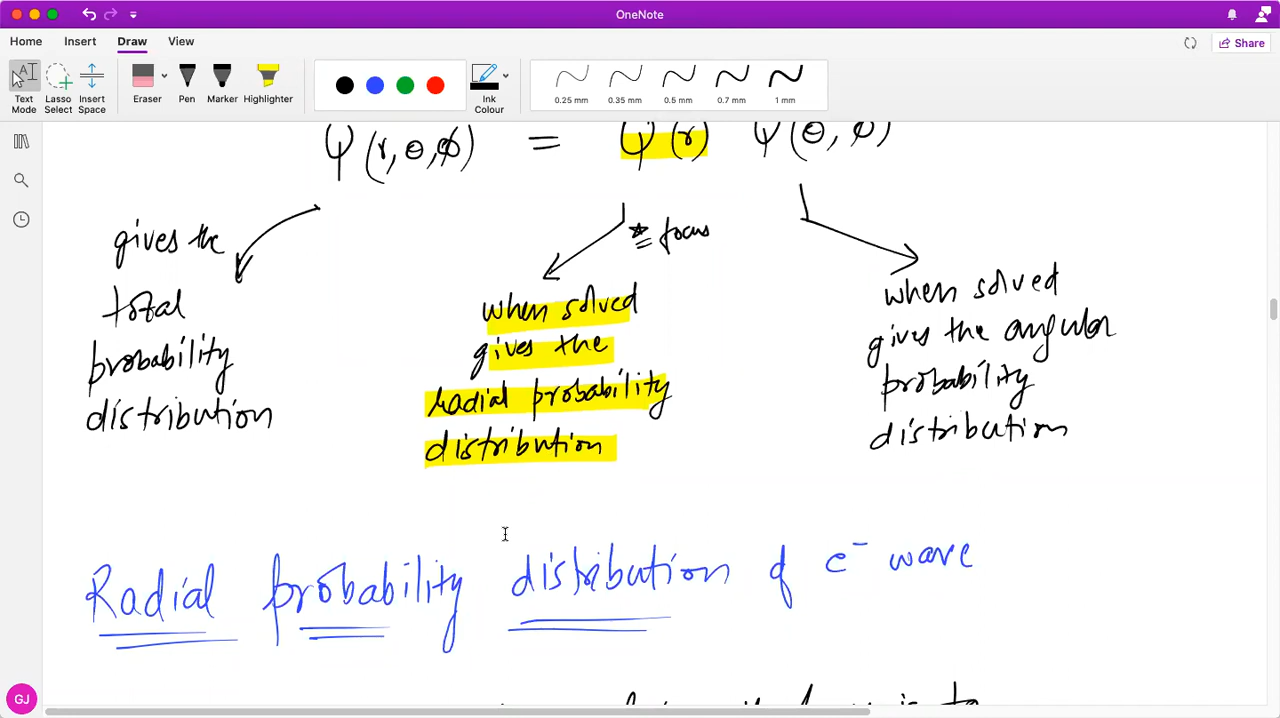 OneNote
Home Insert Draw View
Share
Text Mode
Lasso Select
Insert Space
Eraser
Pen
Marker
Highlighter
Ink Colour
0.25 mm 0.35 mm 0.5 mm 0.7 mm 1 mm
Ψ(r,θ,ϕ) = Ψ(r) Ψ(θ,ϕ)
gives the
total
probability
distribution
* focus
when solved
gives the
Radial probability
distribution
when solved
gives the angular
probability
distribution
Radial probability distribution of e⁻ wave
is to
GJ